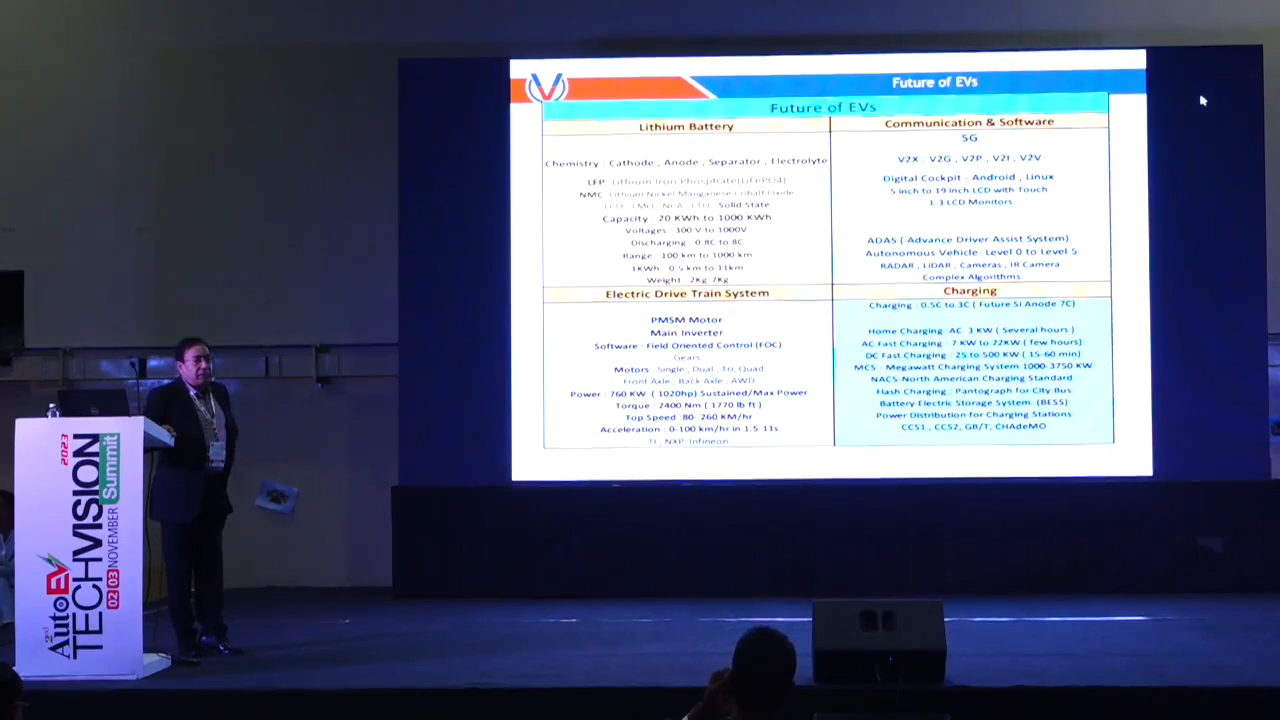 Future of EVs
Future of EVs
Lithium Battery
Chemistry : Cathode , Anode , Separator , Electrolyte
LFP : Lithium Iron Phosphate(LiFePO4)
NMC : Lithium Nickel Manganese Cobalt Oxide
LCO , LMO , NCA , LTO , Solid State
Capacity : 20 KWh to 1000 KWh
Voltages : 300 V to 1000V
Discharging : 0.8C to 8C
Range : 100 km to 1000 km
1KWh : 0.5 km to 11km
Weight : 2Kg-7Kg
Communication & Software
5G
V2X : V2G , V2P , V2I , V2V
Digital Cockpit - Android , Linux
5 inch to 19 inch LCD with Touch
1-3 LCD Monitors
ADAS ( Advance Driver Assist System)
Autonomous Vehicle : Level 0 to Level 5
RADAR , LIDAR , Cameras , IR Camera
Complex Algorithms
Electric Drive Train System
PMSM Motor
Main Inverter
Software : Field Oriented Control (FOC)
Gears
Motors : Single , Dual , Tri, Quad
Front Axle , Back Axle , AWD
Power : 760 KW ( 1020hp) Sustained/Max Power
Torque : 2400 Nm ( 1770 lb ft )
Top Speed :80- 260 KM/hr
Acceleration : 0-100 km/hr in 1.5-11s
TI , NXP, Infineon
Charging
Charging : 0.5C to 3C ( Future Si Anode 7C)
Home Charging: AC 3 KW ( Several hours )
AC Fast Charging : 7 KW to 22KW ( few hours)
DC Fast Charging : 25 to 500 KW ( 15-60 min)
MCS - Megawatt Charging System 1000-3750 KW
NACS-North American Charging Standard
Flash Charging : Pantograph for City Bus
Battery Electric Storage System (BESS)
Power Distribution for Charging Stations
CCS1 , CCS2, GB/T, CHAdeMO
AutoEV
TECHVISION
Summit
2023
02 03 NOVEMBER